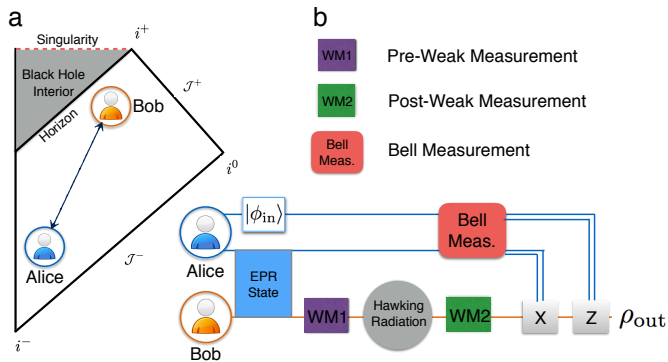 a
Singularity
i⁺
Black Hole
Interior
Horizon
Bob
𝒥⁺
i⁰
Alice
𝒥⁻
i⁻
b
WM1
Pre-Weak Measurement
WM2
Post-Weak Measurement
Bell
Meas.
Bell Measurement
|ϕin⟩
Alice
Bell
Meas.
EPR
State
Bob
WM1
Hawking
Radiation
WM2
X
Z
ρout